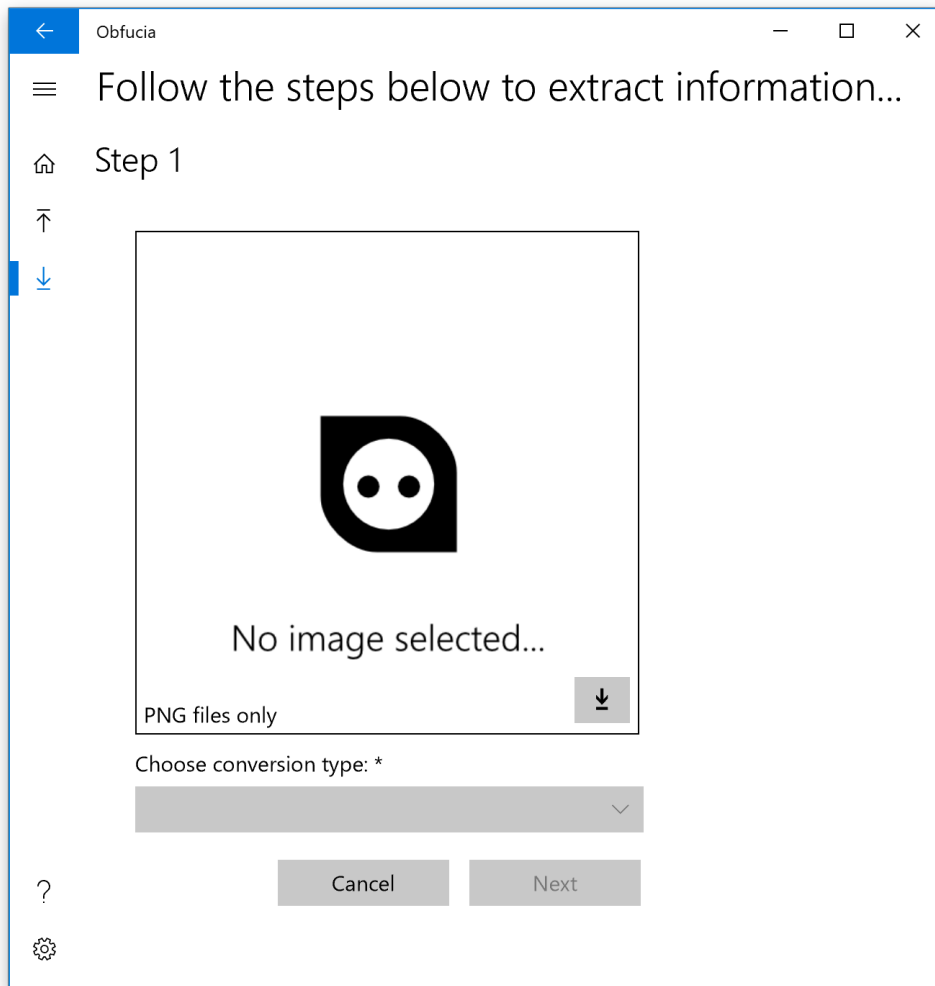 Obfucia
Follow the steps below to extract information...
Step 1
No image selected...
PNG files only
Choose conversion type: *
Cancel
Next